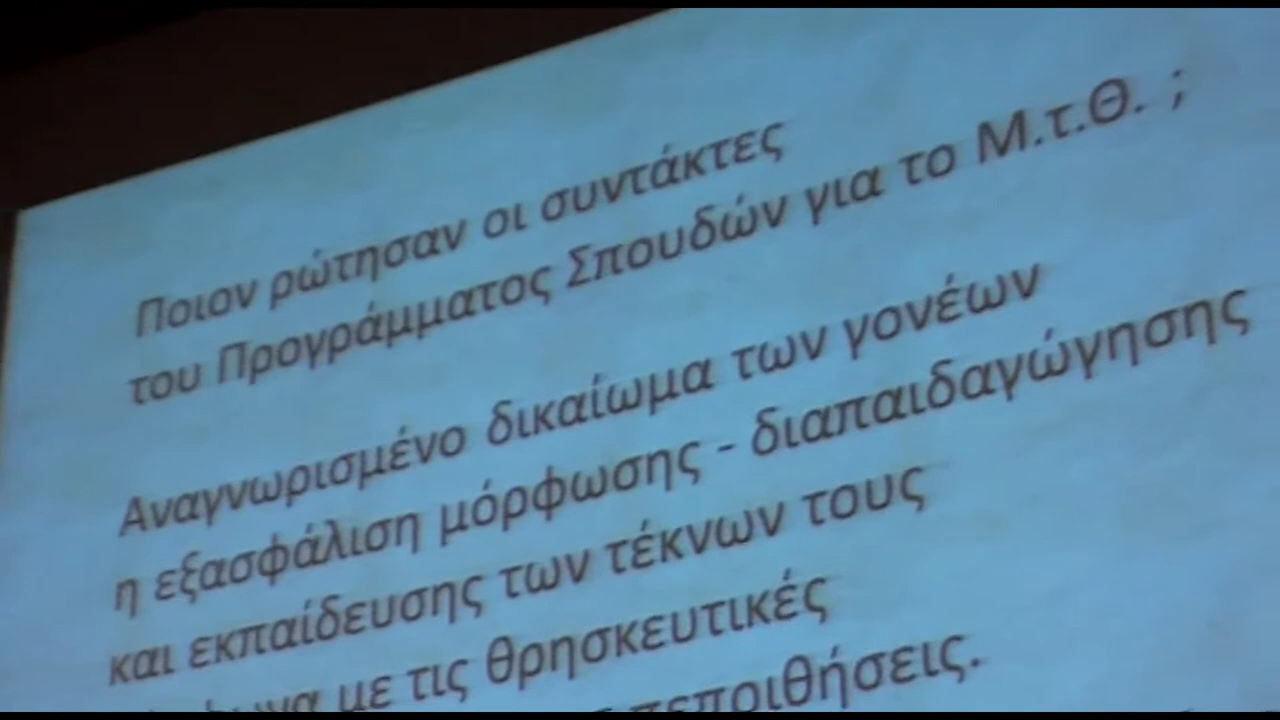 Ποιον ρώτησαν οι συντάκτες
του Προγράμματος Σπουδών για το Μ.τ.Θ. ;
Αναγνωρισμένο δικαίωμα των γονέων
η εξασφάλιση μόρφωσης - διαπαιδαγώγησης
και εκπαίδευσης των τέκνων τους
με τις θρησκευτικές
πεποιθήσεις.